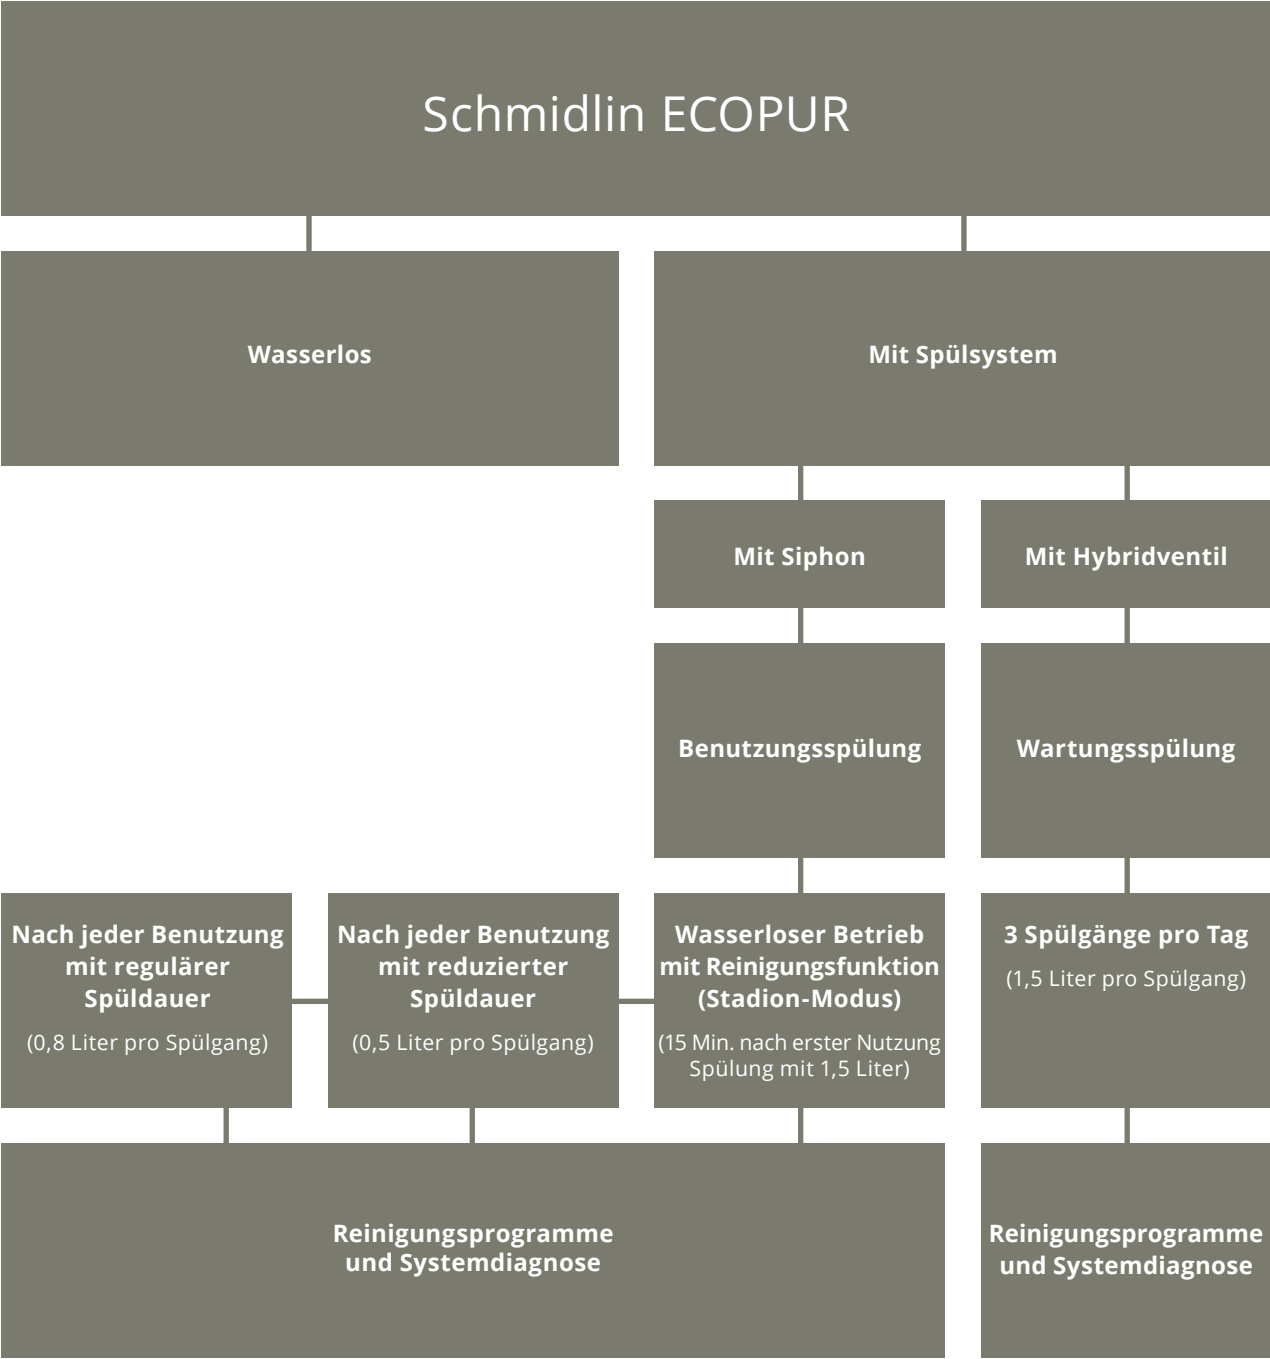 Schmidlin ECOPUR
Wasserlos
Mit Spülsystem
Mit Siphon
Mit Hybridventil
Benutzungsspülung
Wartungsspülung
Nach jeder Benutzung
mit regulärer
Spüldauer
(0,8 Liter pro Spülgang)
Nach jeder Benutzung
mit reduzierter
Spüldauer
(0,5 Liter pro Spülgang)
Wasserloser Betrieb
mit Reinigungsfunktion
(Stadion-Modus)
(15 Min. nach erster Nutzung
Spülung mit 1,5 Liter)
3 Spülgänge pro Tag
(1,5 Liter pro Spülgang)
Reinigungsprogramme
und Systemdiagnose
Reinigungsprogramme
und Systemdiagnose